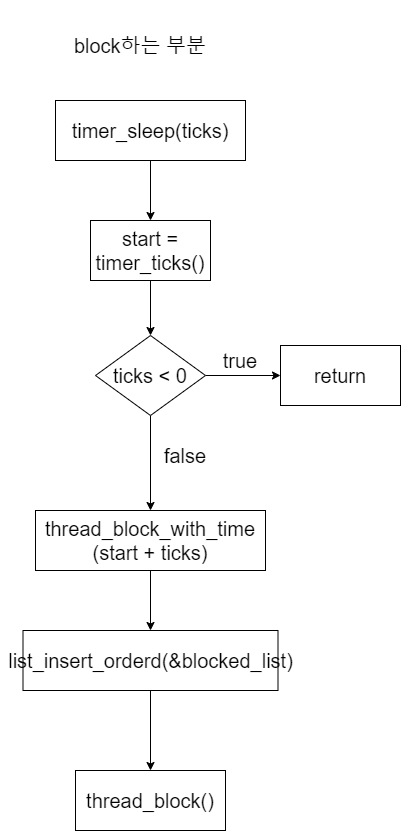 block하는 부분
timer_sleep(ticks)
start =
timer_ticks()
ticks < 0
true
return
false
thread_block_with_time
(start + ticks)
list_insert_orderd(&blocked_list)
thread_block()